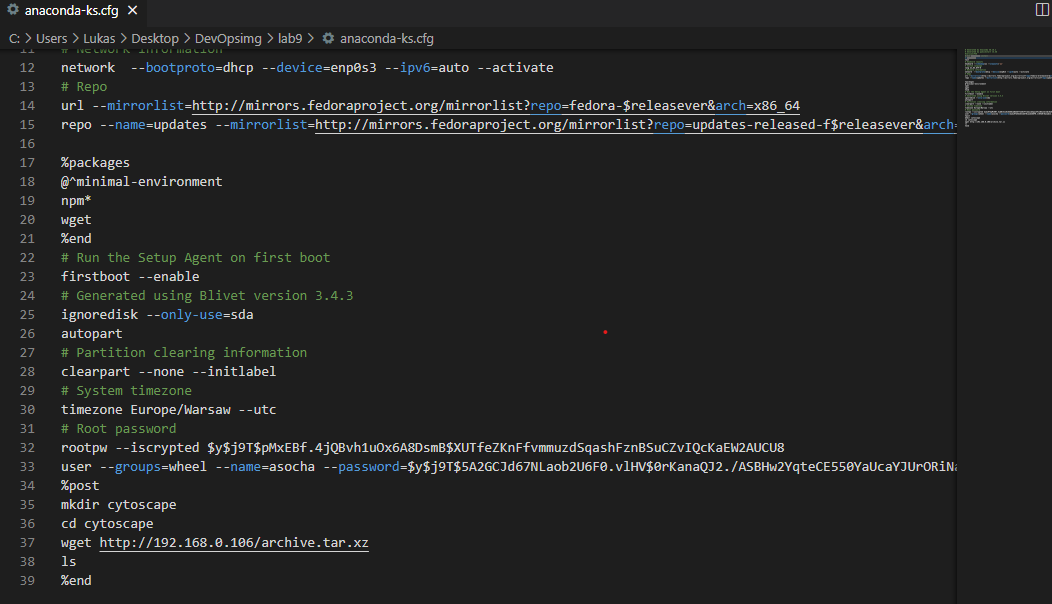 anaconda-ks.cfg
C: > Users > Lukas > Desktop > DevOpsimg > lab9 > anaconda-ks.cfg
11 # Network information
12 network  --bootproto=dhcp --device=enp0s3 --ipv6=auto --activate
13 # Repo
14 url --mirrorlist=http://mirrors.fedoraproject.org/mirrorlist?repo=fedora-$releasever&arch=x86_64
15 repo --name=updates --mirrorlist=http://mirrors.fedoraproject.org/mirrorlist?repo=updates-released-f$releasever&arch=
16
17 %packages
18 @^minimal-environment
19 npm*
20 wget
21 %end
22 # Run the Setup Agent on first boot
23 firstboot --enable
24 # Generated using Blivet version 3.4.3
25 ignoredisk --only-use=sda
26 autopart
27 # Partition clearing information
28 clearpart --none --initlabel
29 # System timezone
30 timezone Europe/Warsaw --utc
31 # Root password
32 rootpw --iscrypted $y$j9T$pMxEBf.4jQBvh1uOx6A8DsmB$XUTfeZKnFfvmmuzdSqashFznBSuCZvIQcKaEW2AUCU8
33 user --groups=wheel --name=asocha --password=$y$j9T$5A2GCJd67NLaob2U6F0.vlHV$0rKanaQJ2./ASBHw2YqteCE550YaUcaYJUrORiNa
34 %post
35 mkdir cytoscape
36 cd cytoscape
37 wget http://192.168.0.106/archive.tar.xz
38 ls
39 %end